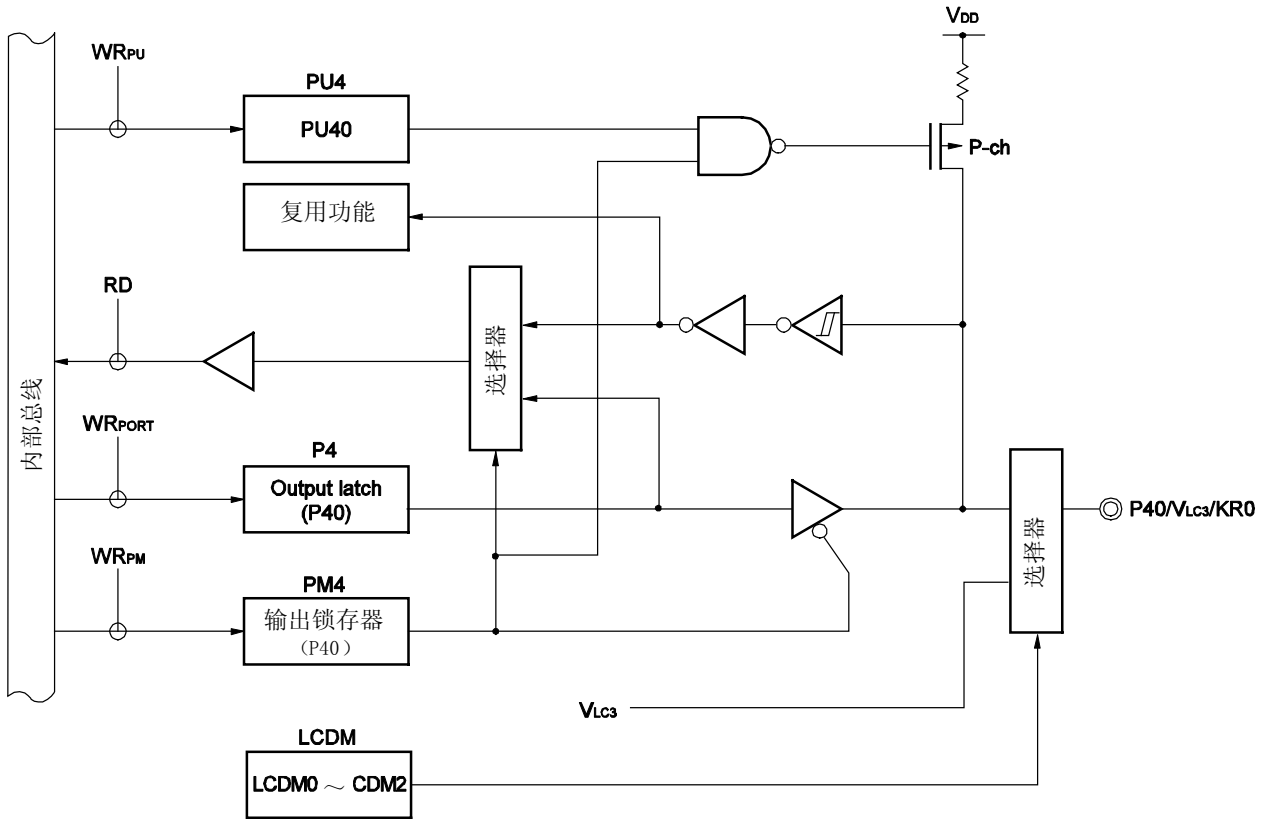 VDD
WRPU
PU4
PU40
P-ch
复用功能
RD
选择器
内部总线
WRPORT
P4
Output latch
(P40)
P40/VLC3/KR0
选择器
WRPM
PM4
输出锁存器
(P40)
VLC3
LCDM
LCDM0 ～ CDM2